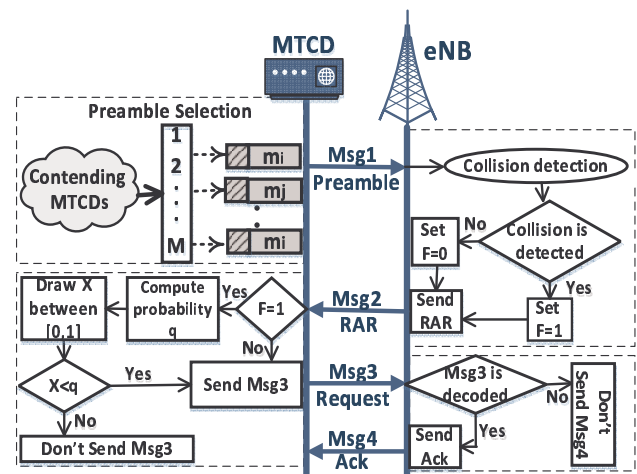 MTCD
eNB
Preamble Selection
Contending
MTCDs
1
2
.
.
.
M
mi
mj
.
.
mi
Msg1
Preamble
Collision detection
Collision is
detected
No
Yes
Set
F=0
Set
F=1
Send
RAR
Msg2
RAR
F=1
Yes
No
Compute
probability
q
Draw X
between
[0,1]
X<q
Yes
No
Send Msg3
Don't Send Msg3
Msg3
Request
Msg3 is
decoded
No
Yes
Don't
Send Msg4
Send
Ack
Msg4
Ack